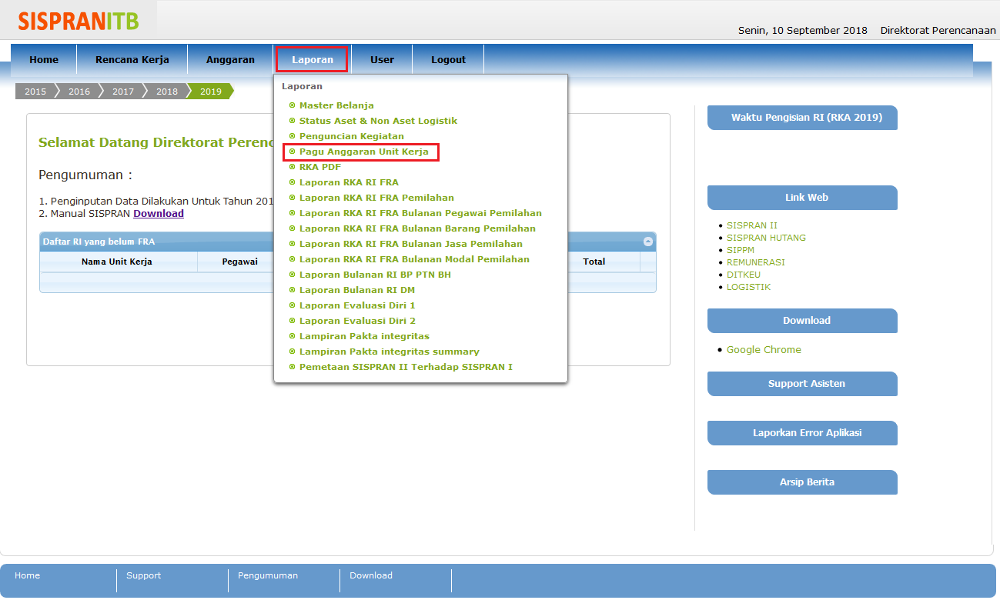 SISPRANITB
Senin, 10 September 2018 Direktorat Perencanaan
Home Rencana Kerja Anggaran Laporan User Logout
2015 2016 2017 2018 2019
Laporan
Master Belanja
Status Aset & Non Aset Logistik
Penguncian Kegiatan
Pagu Anggaran Unit Kerja
RKA PDF
Laporan RKA RI FRA
Laporan RKA RI FRA Pemilahan
Laporan RKA RI FRA Bulanan Pegawai Pemilahan
Laporan RKA RI FRA Bulanan Barang Pemilahan
Laporan RKA RI FRA Bulanan Jasa Pemilahan
Laporan RKA RI FRA Bulanan Modal Pemilahan
Laporan Bulanan RI BP PTN BH
Laporan Bulanan RI DM
Laporan Evaluasi Diri 1
Laporan Evaluasi Diri 2
Lampiran Pakta integritas
Lampiran Pakta integritas summary
Pemetaan SISPRAN II Terhadap SISPRAN I
Selamat Datang Direktorat Perenc
Pengumuman :
1. Penginputan Data Dilakukan Untuk Tahun 201
2. Manual SISPRAN Download
Daftar RI yang belum FRA
Nama Unit Kerja Pegawai Total
Waktu Pengisian RI (RKA 2019)
Link Web
SISPRAN II
SISPRAN HUTANG
SIPPM
REMUNERASI
DITKEU
LOGISTIK
Download
Google Chrome
Support Asisten
Laporkan Error Aplikasi
Arsip Berita
Home Support Pengumuman Download